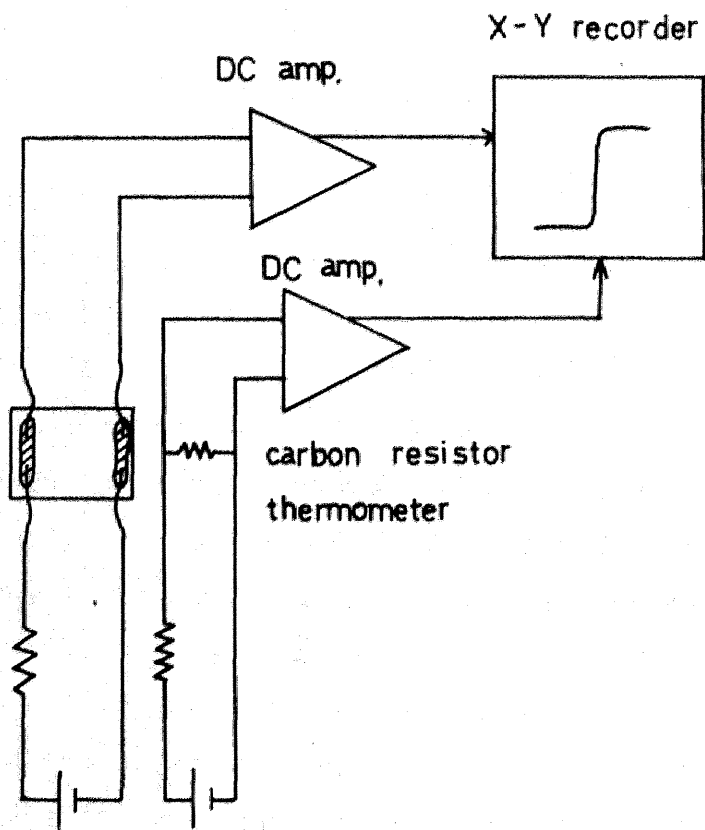 X-Y recorder
DC amp.
DC amp.
carbon resistor
thermometer